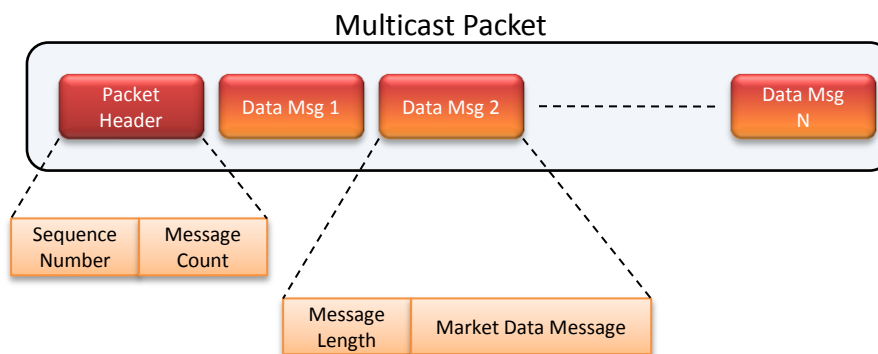 Multicast Packet
Packet
Header
Data Msg 1
Data Msg 2
Data Msg
N
Sequence
Number
Message
Count
Message
Length
Market Data Message